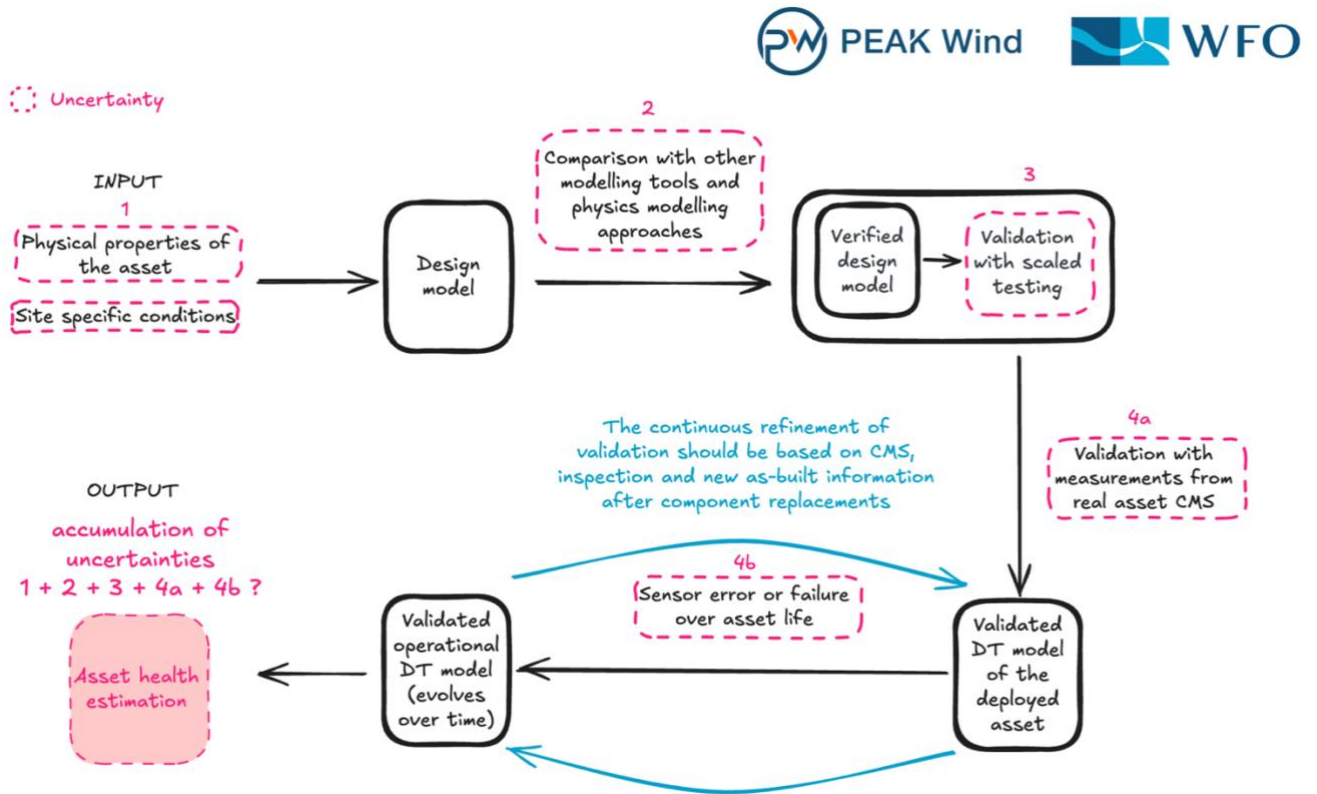 PW PEAK Wind
WFO
Uncertainty
INPUT
1
Physical properties of
the asset
Site specific conditions
Design
model
2
Comparison with other
modelling tools and
physics modelling
approaches
3
Verified
design
model
Validation
with scaled
testing
4a
Validation with
measurements from
real asset CMS
The continuous refinement of
validation should be based on CMS,
inspection and new as-built information
after component replacements
4b
Sensor error or failure
over asset life
Validated
DT model
of the
deployed
asset
Validated
operational
DT model
(evolves
over time)
OUTPUT
accumulation of
uncertainties
1 + 2 + 3 + 4a + 4b ?
Asset health
estimation